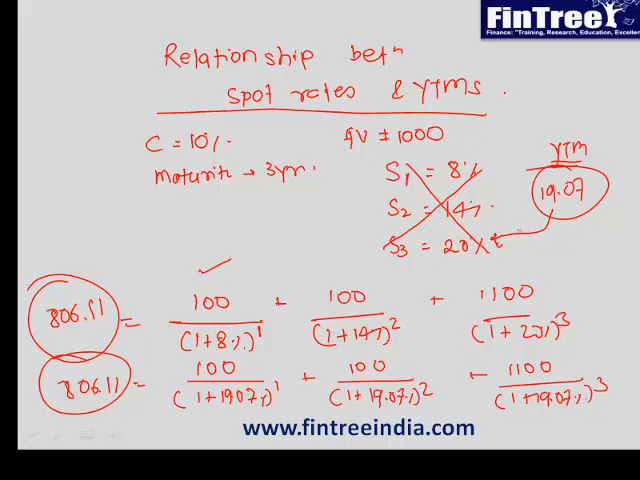 FinTree
Finance: "Training, Research, Education, Excellen
Relationship betn
spot rates & YTMs.
C = 10%. FV = 1000
maturity → 3yrs.
YTM
19.07
S1 = 8%
S2 = 14%.
S3 = 20%
806.11 = 100/(1+8%)^1 + 100/(1+14%)^2 + 1100/(1+20%)^3
806.11 = 100/(1+19.07%)^1 + 100/(1+19.07%)^2 + 1100/(1+19.07%)^3
www.fintreeindia.com